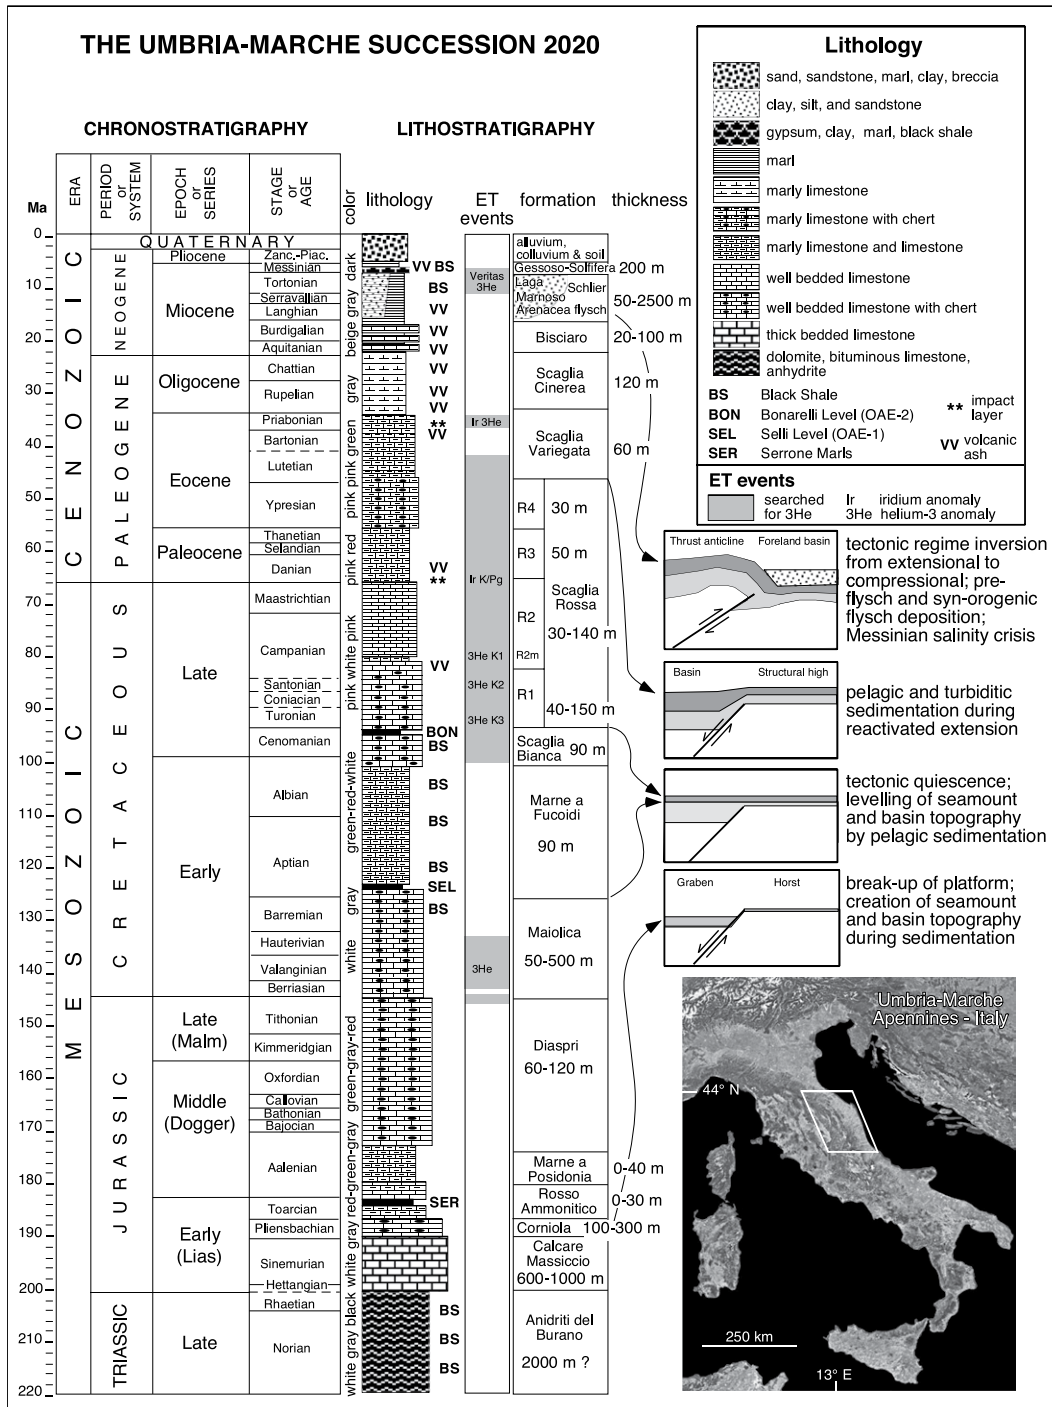 THE UMBRIA-MARCHE SUCCESSION 2020
CHRONOSTRATIGRAPHY
LITHOSTRATIGRAPHY
Ma
ERA
PERIOD or SYSTEM
EPOCH or SERIES
STAGE or AGE
color
lithology
ET events
formation
thickness
0
10
20
30
40
50
60
70
80
90
100
110
120
130
140
150
160
170
180
190
200
210
220
CENOZOIC
MESOZOIC
QUATERNARY
NEOGENE
PALEOGENE
CRETACEOUS
JURASSIC
TRIASSIC
Pliocene
Miocene
Oligocene
Eocene
Paleocene
Late
Early
Late
(Malm)
Middle
(Dogger)
Early
(Lias)
Late
Zanc.-Piac.
Messinian
Tortonian
Serravallian
Langhian
Burdigalian
Aquitanian
Chattian
Rupelian
Priabonian
Bartonian
Lutetian
Ypresian
Thanetian
Selandian
Danian
Maastrichtian
Campanian
Santonian
Coniacian
Turonian
Cenomanian
Albian
Aptian
Barremian
Hauterivian
Valanginian
Berriasian
Tithonian
Kimmeridgian
Oxfordian
Callovian
Bathonian
Bajocian
Aalenian
Toarcian
Pliensbachian
Sinemurian
Hettangian
Rhaetian
Norian
dark
beige gray
gray
pink pink green
pink red
pink white pink
green-red-white
gray
white
green-gray-red
red-green-gray
white gray
white gray black
VV BS
BS
VV
VV
VV
VV
VV
VV
**
VV
VV
**
VV
BON
BS
BS
BS
BS
SEL
BS
SER
BS
BS
BS
Veritas
3He
Ir 3He
Ir K/Pg
3He K1
3He K2
3He K3
3He
alluvium,
colluvium & soil
Gessoso-Solfifera
200 m
Laga
Schlier
Marnoso
Arenacea flysch
50-2500 m
Bisciaro
20-100 m
Scaglia
Cinerea
120 m
Scaglia
Variegata
60 m
R4
30 m
R3
50 m
Scaglia
Rossa
R2
30-140 m
R2m
R1
40-150 m
Scaglia
Bianca
90 m
Marne a
Fucoidi
90 m
Maiolica
50-500 m
Diaspri
60-120 m
Marne a
Posidonia
0-40 m
Rosso
Ammonitico
0-30 m
Corniola
100-300 m
Calcare
Massiccio
600-1000 m
Anidriti del
Burano
2000 m ?
Lithology
sand, sandstone, marl, clay, breccia
clay, silt, and sandstone
gypsum, clay, marl, black shale
marl
marly limestone
marly limestone with chert
marly limestone and limestone
well bedded limestone
well bedded limestone with chert
thick bedded limestone
dolomite, bituminous limestone,
anhydrite
BS Black Shale
BON Bonarelli Level (OAE-2)
SEL Selli Level (OAE-1)
SER Serrone Marls
** impact
layer
VV volcanic
ash
ET events
searched
for 3He
Ir iridium anomaly
3He helium-3 anomaly
Thrust anticline Foreland basin
tectonic regime inversion
from extensional to
compressional; pre-
flysch and syn-orogenic
flysch deposition;
Messinian salinity crisis
Basin Structural high
pelagic and turbiditic
sedimentation during
reactivated extension
tectonic quiescence;
levelling of seamount
and basin topography
by pelagic sedimentation
Graben Horst
break-up of platform;
creation of seamount
and basin topography
during sedimentation
Umbria-Marche
Apennines - Italy
44° N
250 km
13° E